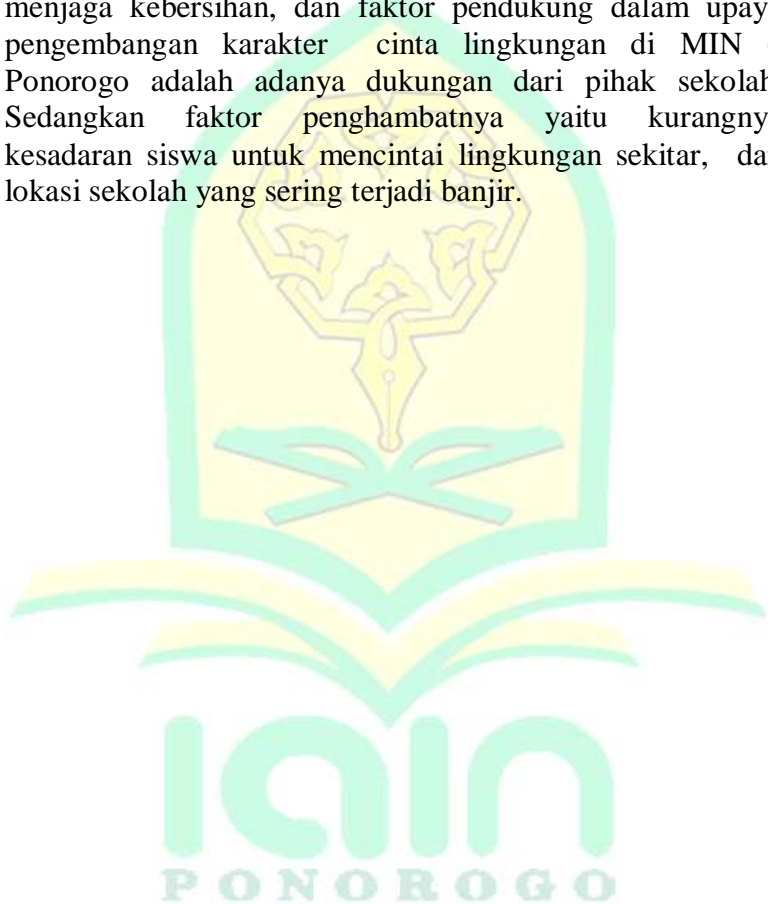 menjaga kebersihan, dan faktor pendukung dalam upay
pengembangan karakter cinta lingkungan di MIN
Ponorogo adalah adanya dukungan dari pihak sekolah
Sedangkan faktor penghambatnya yaitu kurangny
kesadaran siswa untuk mencintai lingkungan sekitar, da
lokasi sekolah yang sering terjadi banjir.
iain
PONOROGO